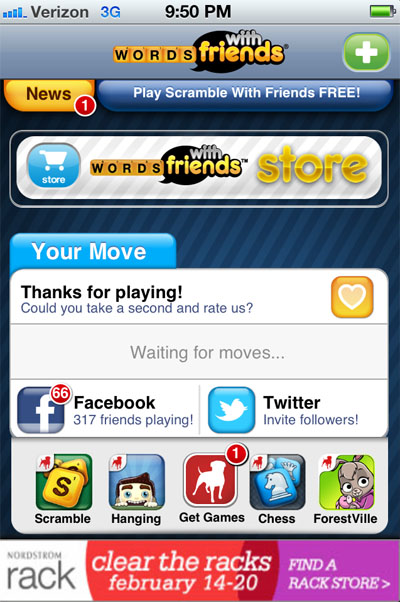 Verizon 3G 9:50 PM
WORDS with friends
News 1 Play Scramble With Friends FREE!
store WORDS with friends™ store
Your Move
Thanks for playing!
Could you take a second and rate us?
Waiting for moves...
66
Facebook Twitter
317 friends playing! Invite followers!
S 1
Scramble Hanging Get Games Chess ForestVille
NORDSTROM rack
clear the racks
february 14-20
FIND A
RACK STORE >